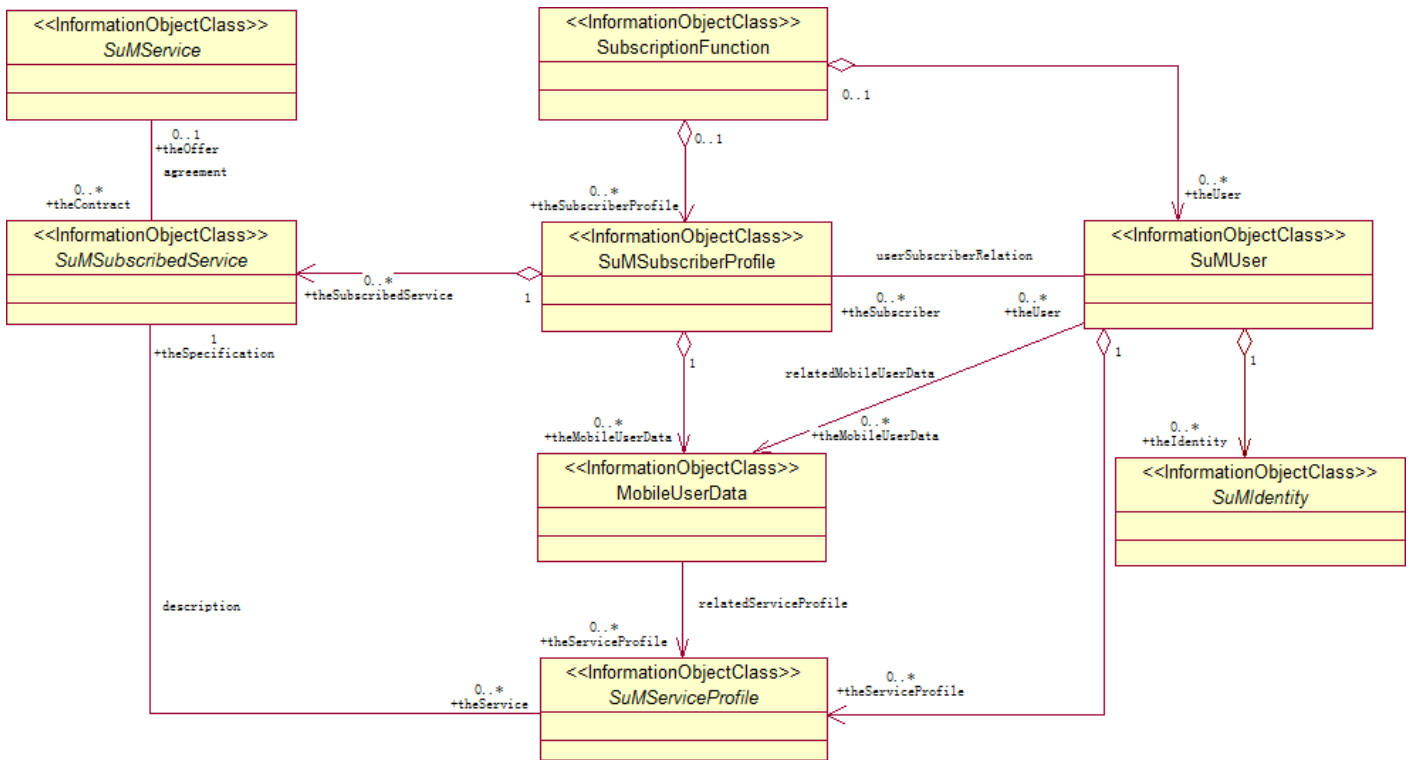 <<InformationObjectClass>>
SuMService
<<InformationObjectClass>>
SubscriptionFunction
0..1
0..1
+theOffer
agreement
0..*
+theContract
0..1
0..*
+theSubscriberProfile
0..*
+theUser
<<InformationObjectClass>>
SuMSubscribedService
<<InformationObjectClass>>
SuMSubscriberProfile
<<InformationObjectClass>>
SuMUser
userSubscriberRelation
0..*
+theSubscribedService
1
0..*
+theSubscriber
0..*
+theUser
1
+theSpecification
1
relatedMobileUserData
1
1
0..*
+theMobileUserData
0..*
+theMobileUserData
0..*
+theIdentity
<<InformationObjectClass>>
MobileUserData
<<InformationObjectClass>>
SuMIdentity
description
relatedServiceProfile
0..*
+theServiceProfile
<<InformationObjectClass>>
SuMServiceProfile
0..*
+theService
0..*
+theServiceProfile